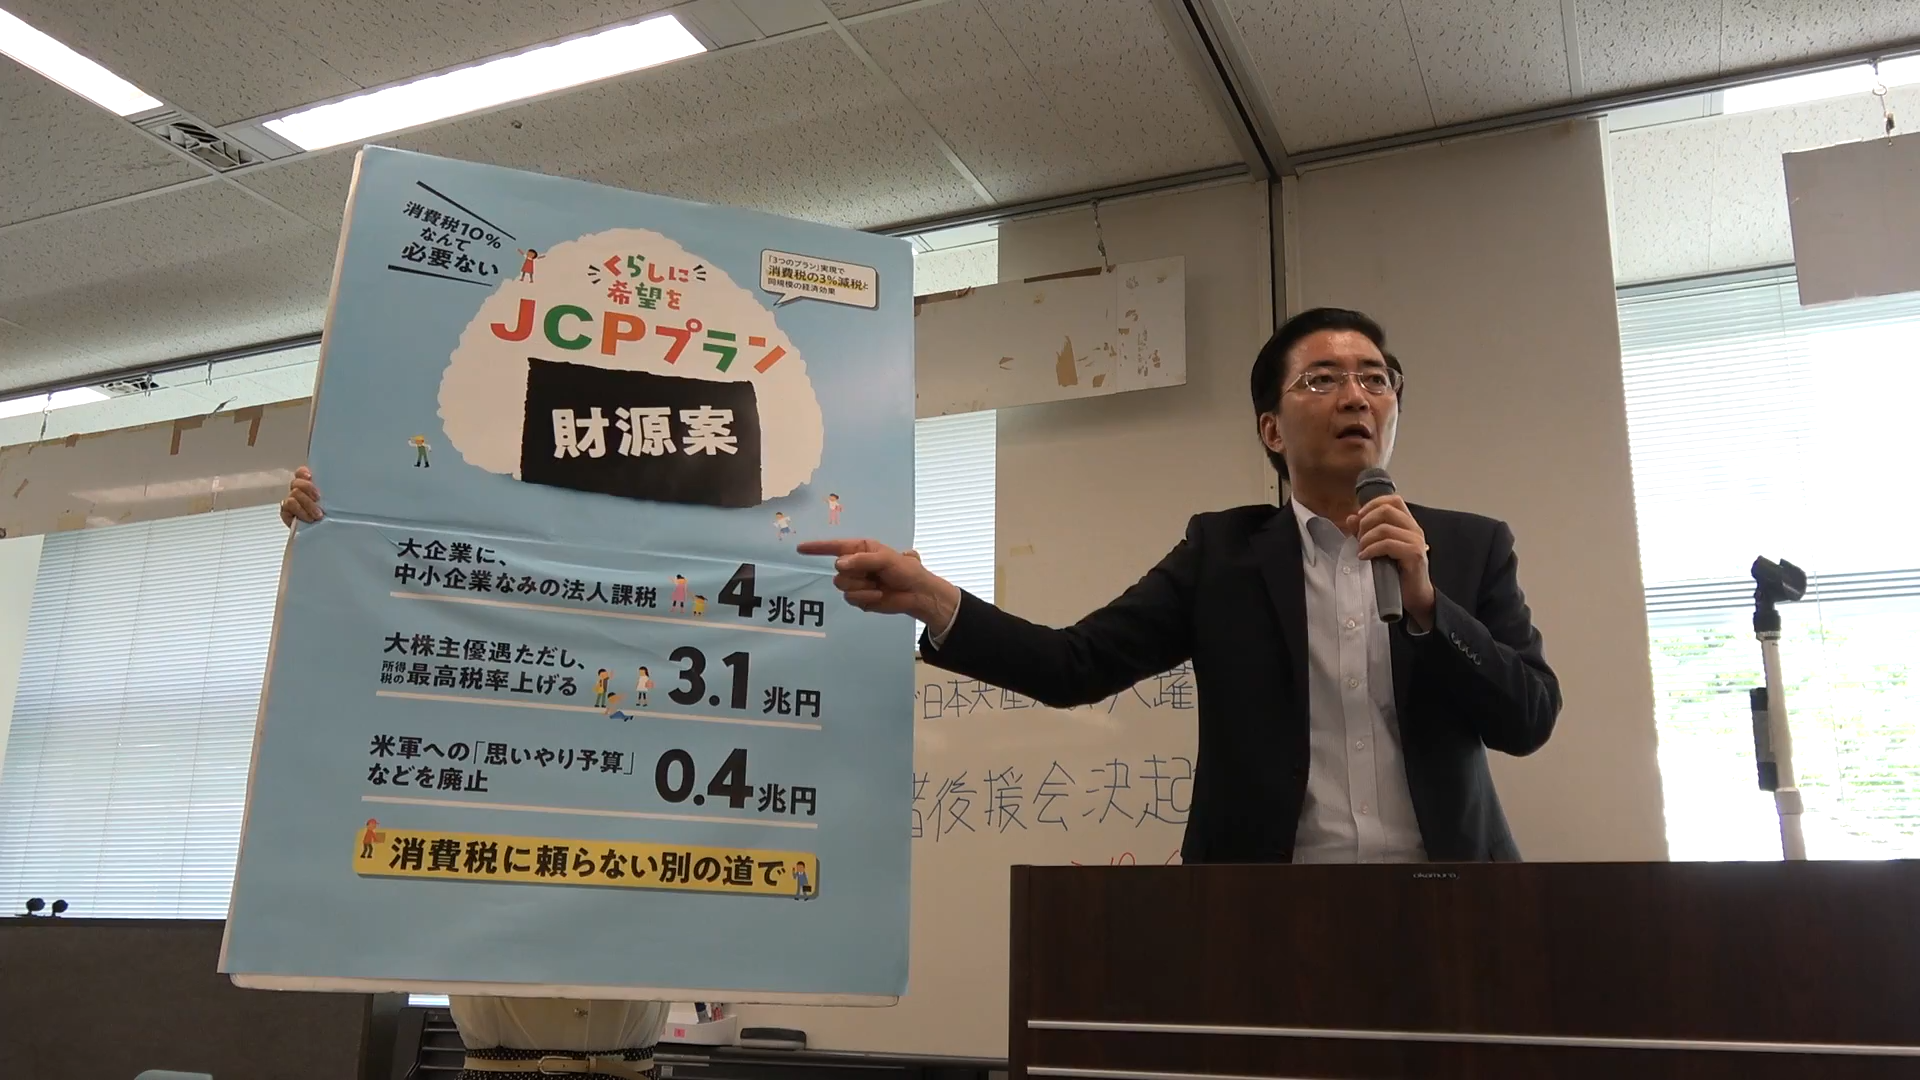 消費税10%
なんて
必要ない
くらしに
希望を
JCPプラン
財源案
「3つのプラン」実現で
消費税の3%減税と
同規模の経済効果
大企業に、
中小企業なみの法人課税 4兆円
大株主優遇ただし、
所得税の最高税率上げる 3.1兆円
米軍への「思いやり予算」
などを廃止 0.4兆円
消費税に頼らない別の道で
日本共産 躍
後援会決起
okamura